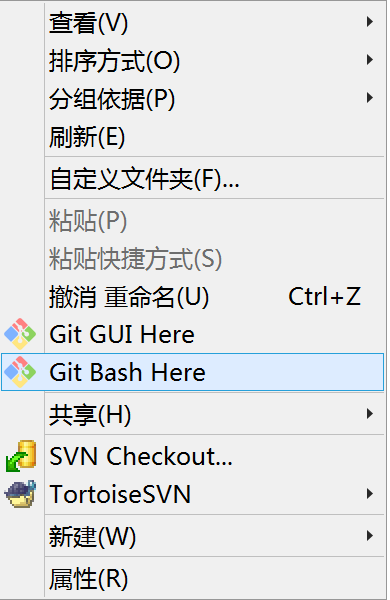 查看(V)
排序方式(O)
分组依据(P)
刷新(E)
自定义文件夹(F)...
粘贴(P)
粘贴快捷方式(S)
撤消 重命名(U) Ctrl+Z
Git GUI Here
Git Bash Here
共享(H)
SVN Checkout...
TortoiseSVN
新建(W)
属性(R)